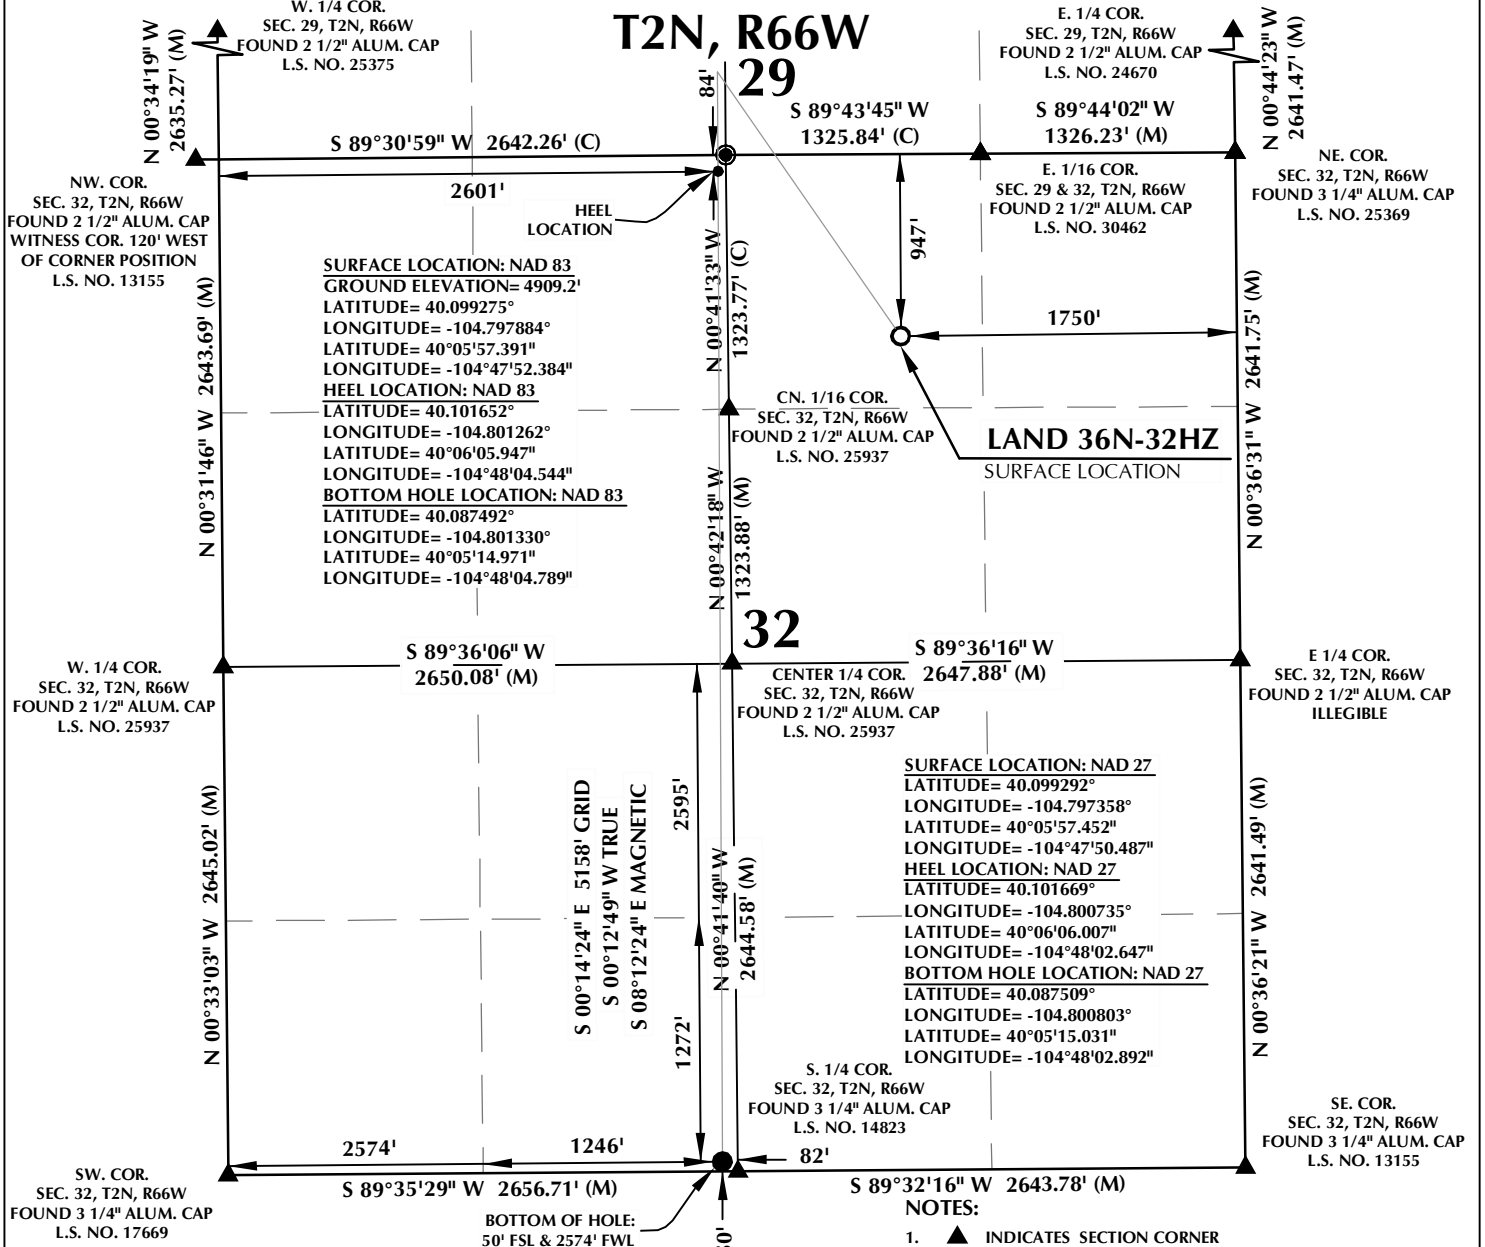 W. 1/4 COR.
SEC. 29, T2N, R66W
FOUND 2 1/2" ALUM. CAP
L.S. NO. 25375
N 00°34'19" W
2635.27' (M)
T2N, R66W
29
84'
E. 1/4 COR.
SEC. 29, T2N, R66W
FOUND 2 1/2" ALUM. CAP
L.S. NO. 24670
N 00°44'23" W
2641.47' (M)
S 89°30'59" W 2642.26' (C)
S 89°43'45" W
1325.84' (C)
S 89°44'02" W
1326.23' (M)
NW. COR.
SEC. 32, T2N, R66W
FOUND 2 1/2" ALUM. CAP
WITNESS COR. 120' WEST
OF CORNER POSITION
L.S. NO. 13155
2601'
HEEL
LOCATION
E. 1/16 COR.
SEC. 29 & 32, T2N, R66W
FOUND 2 1/2" ALUM. CAP
L.S. NO. 30462
NE. COR.
SEC. 32, T2N, R66W
FOUND 3 1/4" ALUM. CAP
L.S. NO. 25369
947'
1750'
N 00°41'33" W
1323.77' (C)
SURFACE LOCATION: NAD 83
GROUND ELEVATION= 4909.2'
LATITUDE= 40.099275°
LONGITUDE= -104.797884°
LATITUDE= 40°05'57.391"
LONGITUDE= -104°47'52.384"
HEEL LOCATION: NAD 83
LATITUDE= 40.101652°
LONGITUDE= -104.801262°
LATITUDE= 40°06'05.947"
LONGITUDE= -104°48'04.544"
BOTTOM HOLE LOCATION: NAD 83
LATITUDE= 40.087492°
LONGITUDE= -104.801330°
LATITUDE= 40°05'14.971"
LONGITUDE= -104°48'04.789"
N 00°31'46" W 2643.69' (M)
CN. 1/16 COR.
SEC. 32, T2N, R66W
FOUND 2 1/2" ALUM. CAP
L.S. NO. 25937
LAND 36N-32HZ
SURFACE LOCATION
N 00°36'31" W 2641.75' (M)
N 00°42'18" W
1323.88' (M)
32
S 89°36'06" W
2650.08' (M)
S 89°36'16" W
2647.88' (M)
W. 1/4 COR.
SEC. 32, T2N, R66W
FOUND 2 1/2" ALUM. CAP
L.S. NO. 25937
CENTER 1/4 COR.
SEC. 32, T2N, R66W
FOUND 2 1/2" ALUM. CAP
L.S. NO. 25937
E 1/4 COR.
SEC. 32, T2N, R66W
FOUND 2 1/2" ALUM. CAP
ILLEGIBLE
N 00°33'03" W 2645.02' (M)
S 00°14'24" E 5158' GRID
S 00°12'49" W TRUE
S 08°12'24" E MAGNETIC
2595'
1272'
N 00°41'40" W
2644.58' (M)
SURFACE LOCATION: NAD 27
LATITUDE= 40.099292°
LONGITUDE= -104.797358°
LATITUDE= 40°05'57.452"
LONGITUDE= -104°47'50.487"
HEEL LOCATION: NAD 27
LATITUDE= 40.101669°
LONGITUDE= -104.800735°
LATITUDE= 40°06'06.007"
LONGITUDE= -104°48'02.647"
BOTTOM HOLE LOCATION: NAD 27
LATITUDE= 40.087509°
LONGITUDE= -104.800803°
LATITUDE= 40°05'15.031"
LONGITUDE= -104°48'02.892"
N 00°36'21" W 2641.49' (M)
S. 1/4 COR.
SEC. 32, T2N, R66W
FOUND 3 1/4" ALUM. CAP
L.S. NO. 14823
SE. COR.
SEC. 32, T2N, R66W
FOUND 3 1/4" ALUM. CAP
L.S. NO. 13155
2574'
1246'
82'
SW. COR.
SEC. 32, T2N, R66W
FOUND 3 1/4" ALUM. CAP
L.S. NO. 17669
S 89°35'29" W 2656.71' (M)
S 89°32'16" W 2643.78' (M)
BOTTOM OF HOLE:
50' FSL & 2574' FWL
NOTES:
1. ▲ INDICATES SECTION CORNER